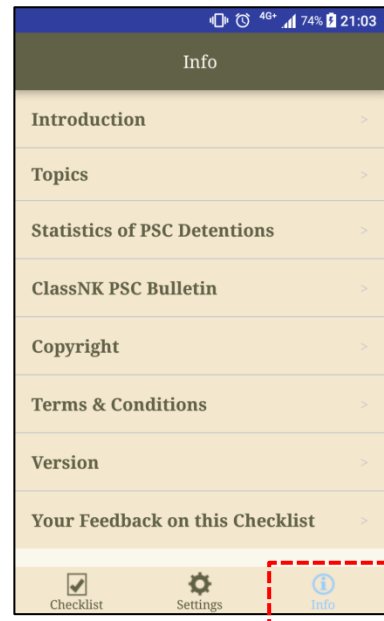 4G+ 74% 21:03
Info
Introduction >
Topics >
Statistics of PSC Detentions >
ClassNK PSC Bulletin >
Copyright >
Terms & Conditions >
Version >
Your Feedback on this Checklist >
Checklist Settings Info